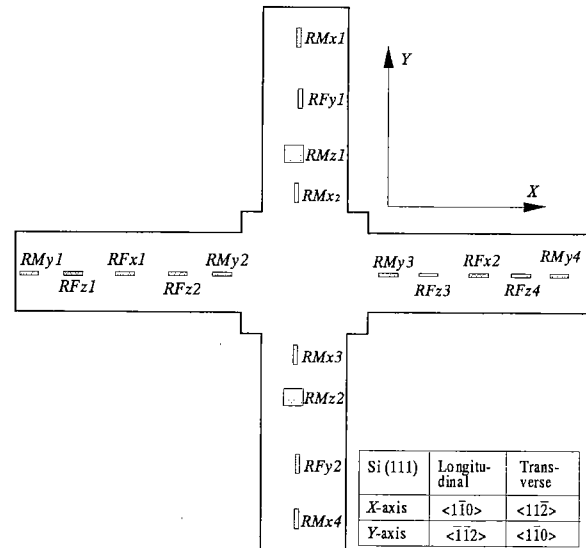 RMx1
Y
RFy1
RMz1
RMx₂
X
RMy1 RFx1 RMy2
RFz1 RFz2
RMy3 RFx2 RMy4
RFz3 RFz4
RMx3
RMz2
RFy2
RMx4
Si (111) Longitu-dinal Trans-verse
X-axis <11̅0> <112̅>
Y-axis <1̅1̅2> <11̅0>